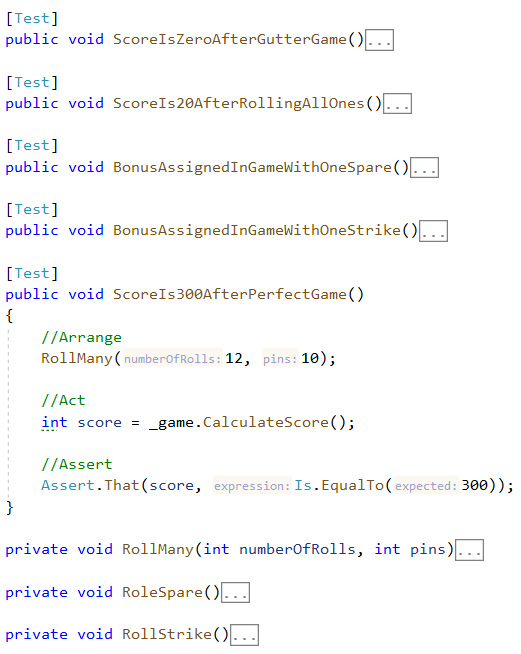 [Test]
public void ScoreIsZeroAfterGutterGame()...
[Test]
public void ScoreIs20AfterRollingAllOnes()...
[Test]
public void BonusAssignedInGameWithOneSpare()...
[Test]
public void BonusAssignedInGameWithOneStrike()...
[Test]
public void ScoreIs300AfterPerfectGame()
{
//Arrange
RollMany(numberOfRolls: 12, pins: 10);
//Act
int score = _game.CalculateScore();
//Assert
Assert.That(score, expression: Is.EqualTo(expected: 300));
}
private void RollMany(int numberOfRolls, int pins)...
private void RoleSpare()...
private void RollStrike()...